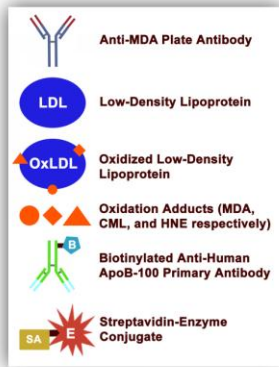 Anti-MDA Plate Antibody
LDL
Low-Density Lipoprotein
OxLDL
Oxidized Low-Density
Lipoprotein
Oxidation Adducts (MDA,
CML, and HNE respectively)
B
Biotinylated Anti-Human
ApoB-100 Primary Antibody
SA
E
Streptavidin-Enzyme
Conjugate